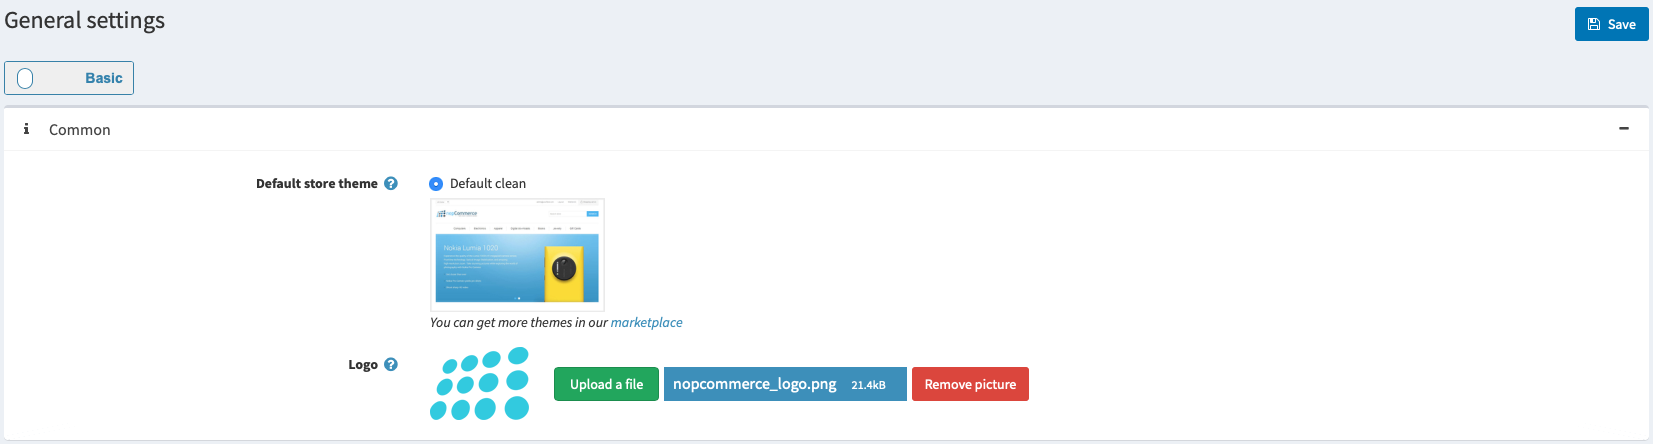 General settings
Save
Basic
Common
Default store theme
Default clean
nopCommerce
Nokia Lumia 1020
You can get more themes in our marketplace
Logo
Upload a file
nopcommerce_logo.png 21.4kB
Remove picture